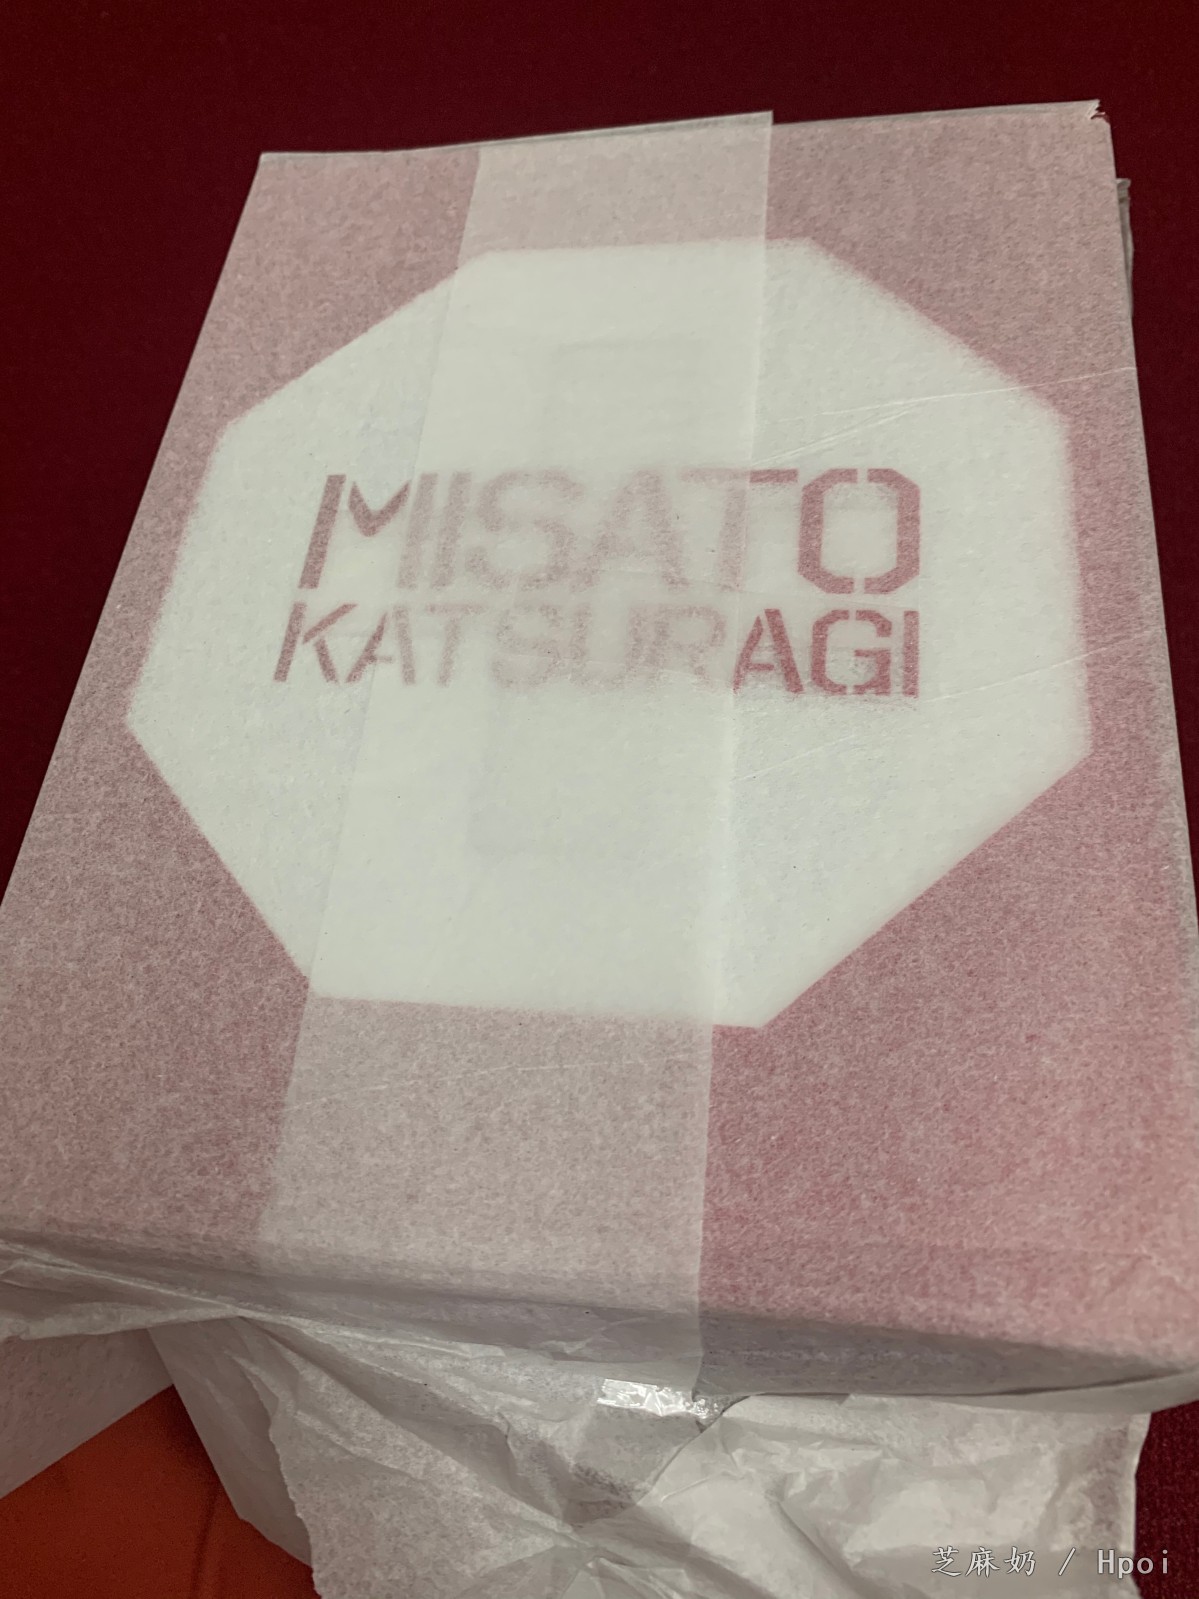 MISATO
KATSURAGI
芝麻奶 / Hpoi